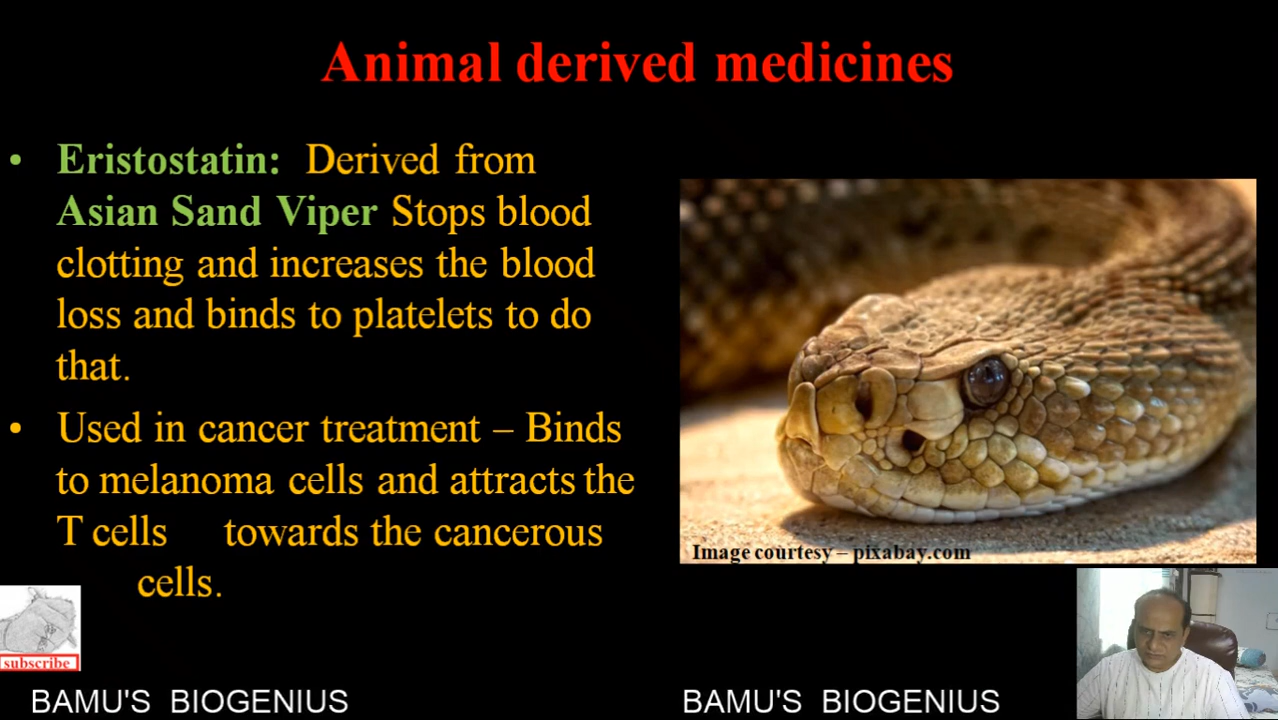 Animal derived medicines
• Eristostatin: Derived from
Asian Sand Viper Stops blood
clotting and increases the blood
loss and binds to platelets to do
that.
• Used in cancer treatment – Binds
to melanoma cells and attracts the
T cells towards the cancerous
cells.
Image courtesy – pixabay.com
subscribe
BAMU'S BIOGENIUS
BAMU'S BIOGENIUS